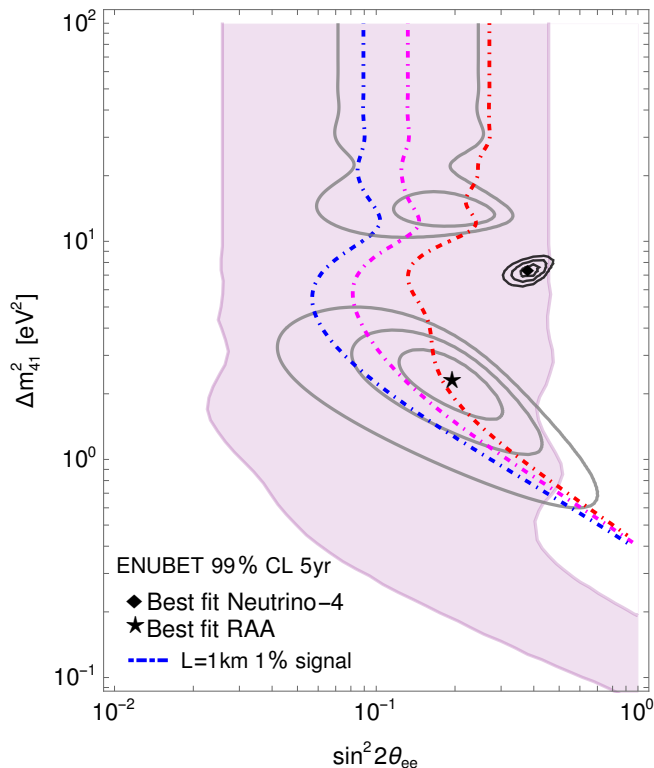 10²
10¹
10⁰
10⁻¹
Δm²₄₁ [eV²]
ENUBET 99% CL 5yr
Best fit Neutrino-4
Best fit RAA
L=1km 1% signal
10⁻² 10⁻¹ 10⁰
sin²2θₑₑ